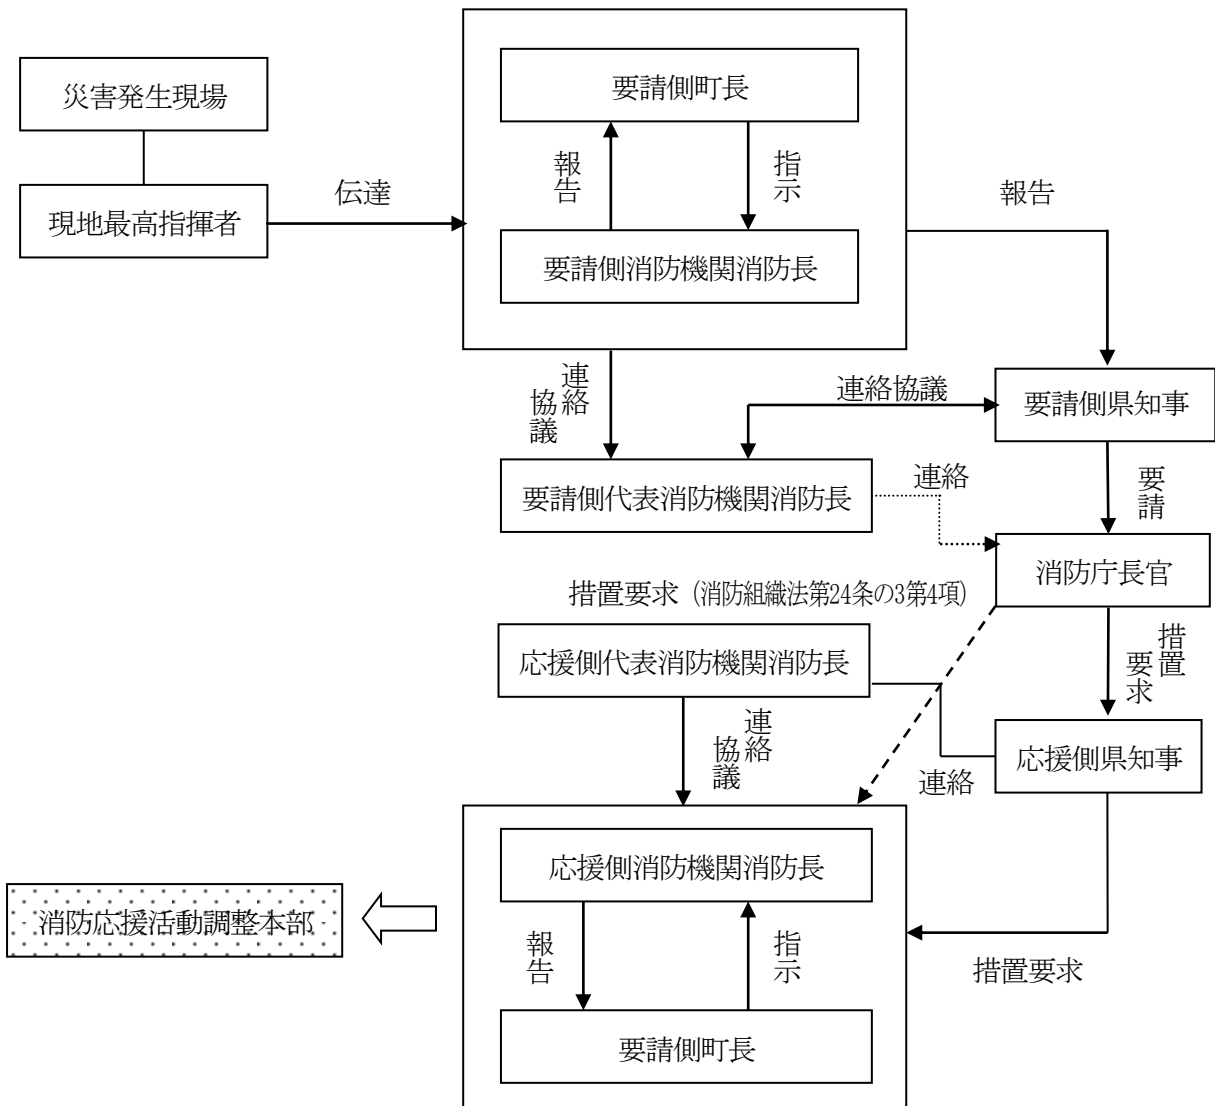 災害発生現場
現地最高指揮者
伝達
要請側町長
報告
指示
要請側消防機関消防長
報告
連絡
協議
連絡協議
要請側県知事
要請側代表消防機関消防長
連絡
要請
消防庁長官
措置要求（消防組織法第24条の3第4項）
応援側代表消防機関消防長
措置
要求
連絡
協議
連絡
応援側県知事
応援側消防機関消防長
消防応援活動調整本部
報告
指示
措置要求
要請側町長